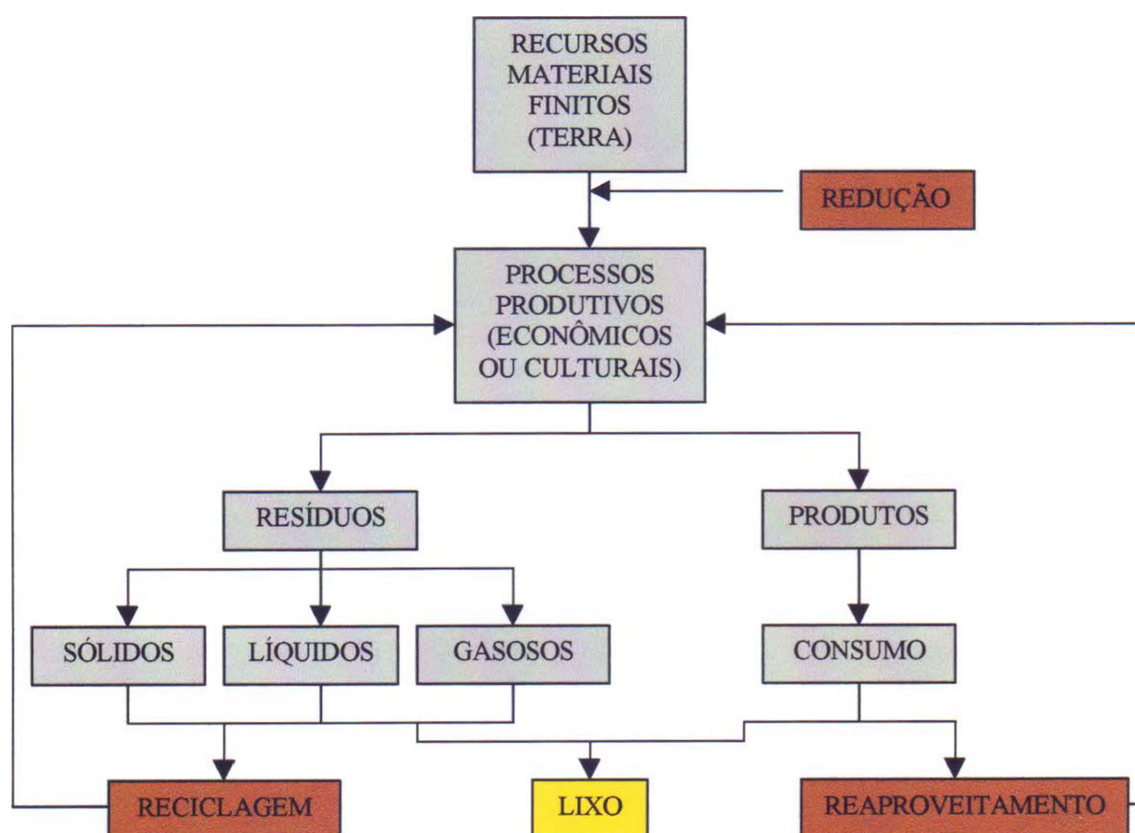 RECURSOS
MATERIAIS
FINITOS
(TERRA)
REDUÇÃO
PROCESSOS
PRODUTIVOS
(ECONÔMICOS
OU CULTURAIS)
RESÍDUOS
PRODUTOS
SÓLIDOS
LÍQUIDOS
GASOSOS
CONSUMO
RECICLAGEM
LIXO
REAPROVEITAMENTO